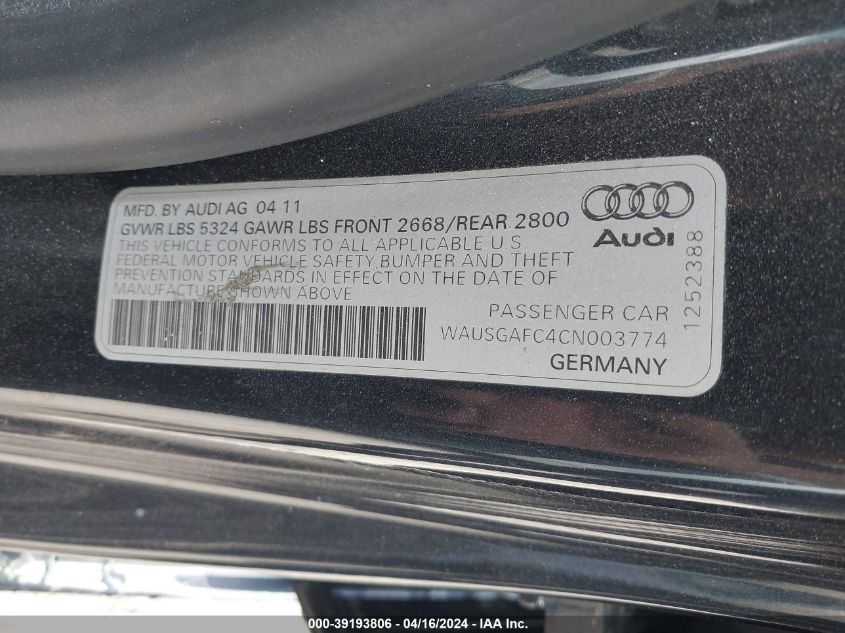 MFD. BY AUDI AG 04 11
GVWR LBS 5324 GAWR LBS FRONT 2668/REAR 2800
THIS VEHICLE CONFORMS TO ALL APPLICABLE U S
FEDERAL MOTOR VEHICLE SAFETY, BUMPER AND THEFT
PREVENTION STANDARDS IN EFFECT ON THE DATE OF
MANUFACTURE SHOWN ABOVE
Audi
PASSENGER CAR
WAUSGAFC4CN003774
GERMANY
1252388
000-39193806 - 04/16/2024 - IAA Inc.